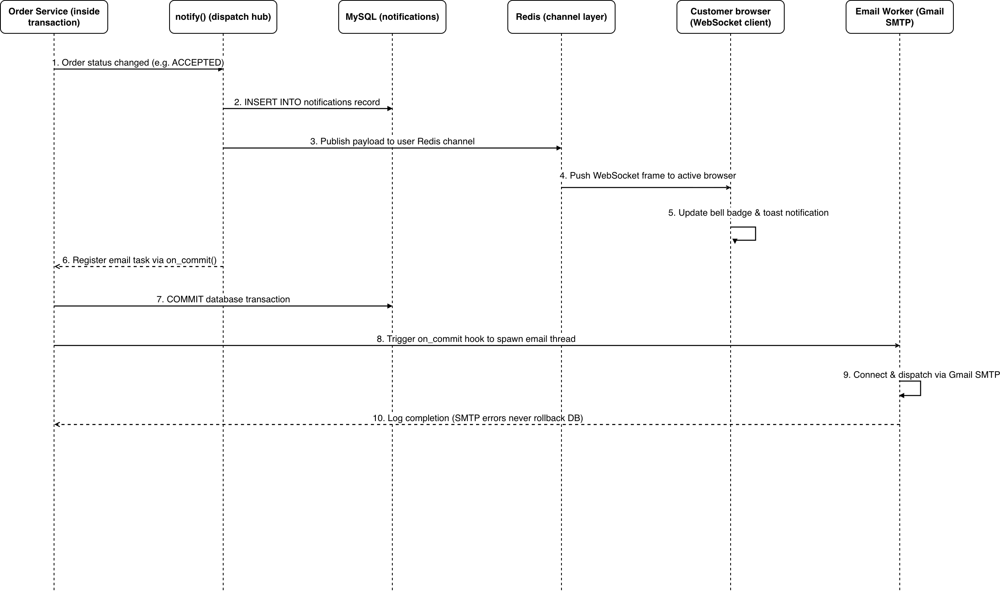 Order Service (inside
transaction)
notify() (dispatch hub)
MySQL (notifications)
Redis (channel layer)
Customer browser
(WebSocket client)
Email Worker (Gmail
SMTP)
1. Order status changed (e.g. ACCEPTED)
2. INSERT INTO notifications record
3. Publish payload to user Redis channel
4. Push WebSocket frame to active browser
5. Update bell badge & toast notification
6. Register email task via on_commit()
7. COMMIT database transaction
8. Trigger on_commit hook to spawn email thread
9. Connect & dispatch via Gmail SMTP
10. Log completion (SMTP errors never rollback DB)